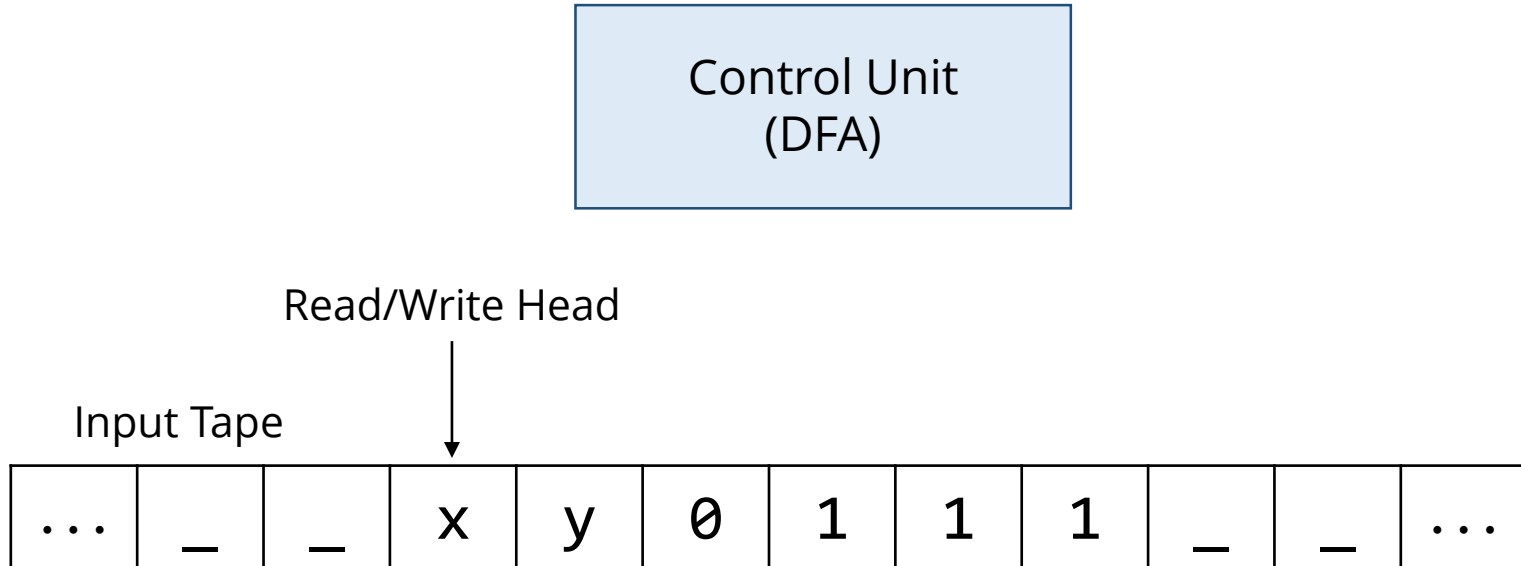 Control Unit
(DFA)
Read/Write Head
Input Tape
... _ _ x y 0 1 1 1 _ _ ...